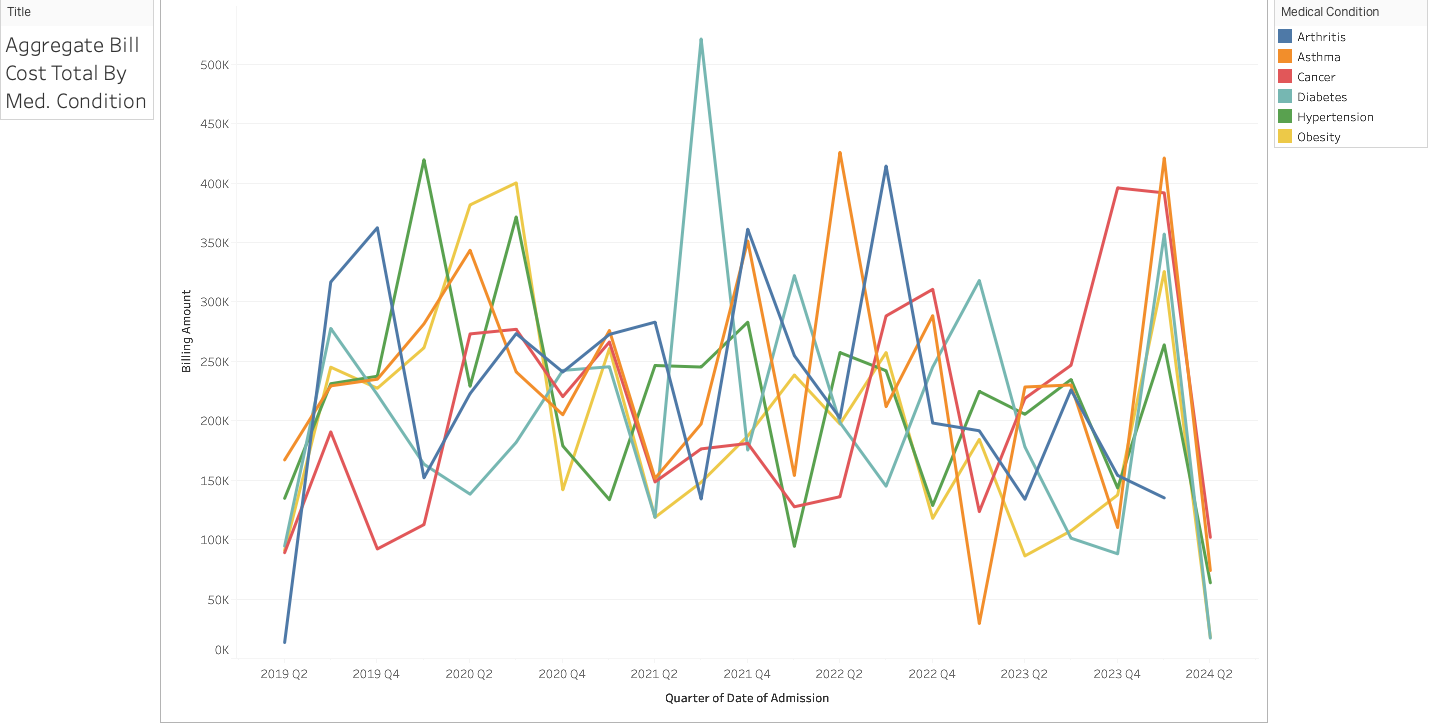 Title
Aggregate Bill
Cost Total By
Med. Condition
500K
450K
400K
350K
300K
250K
200K
150K
100K
50K
0K
Billing Amount
2019 Q2
2019 Q4
2020 Q2
2020 Q4
2021 Q2
2021 Q4
2022 Q2
2022 Q4
2023 Q2
2023 Q4
2024 Q2
Quarter of Date of Admission
Medical Condition
Arthritis
Asthma
Cancer
Diabetes
Hypertension
Obesity